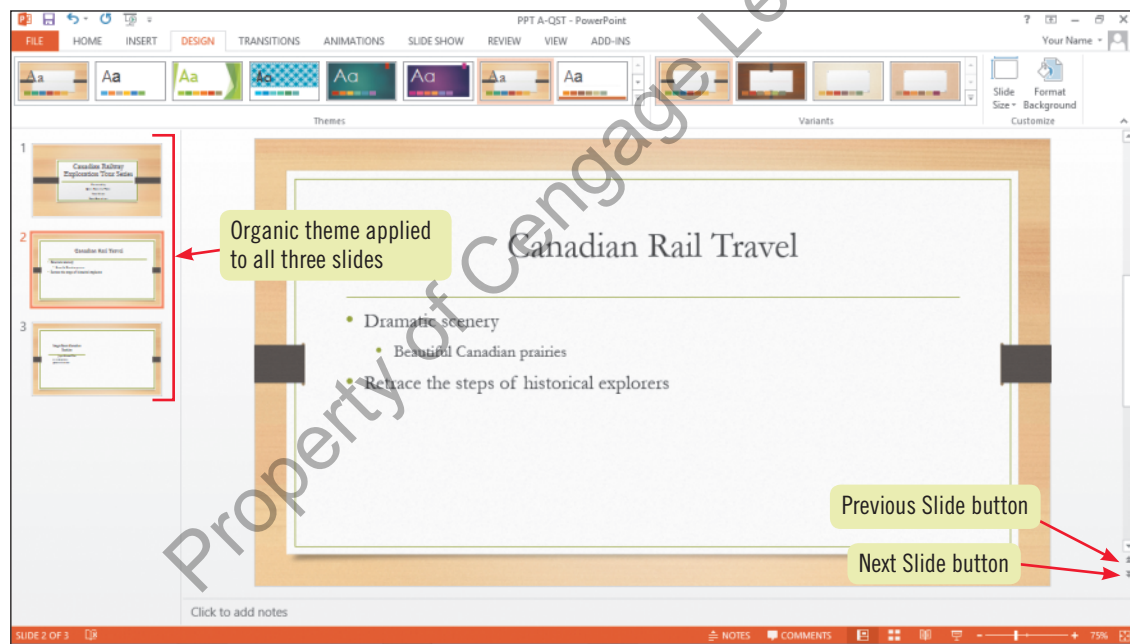 PPT A-QST - PowerPoint
FILE HOME INSERT DESIGN TRANSITIONS ANIMATIONS SLIDE SHOW REVIEW VIEW ADD-INS Your Name
Aa Aa Aa Aa Aa Aa Aa Aa
Slide Size Format Background
Themes Variants Customize
1
Canadian Railway
Exploration Tour Series
2
Canadian Rail Travel
3
Organic theme applied
to all three slides
Canadian Rail Travel
Dramatic scenery
Beautiful Canadian prairies
Retrace the steps of historical explorers
Previous Slide button
Next Slide button
Click to add notes
SLIDE 2 OF 3 NOTES COMMENTS 75%
Property of Cengage Le